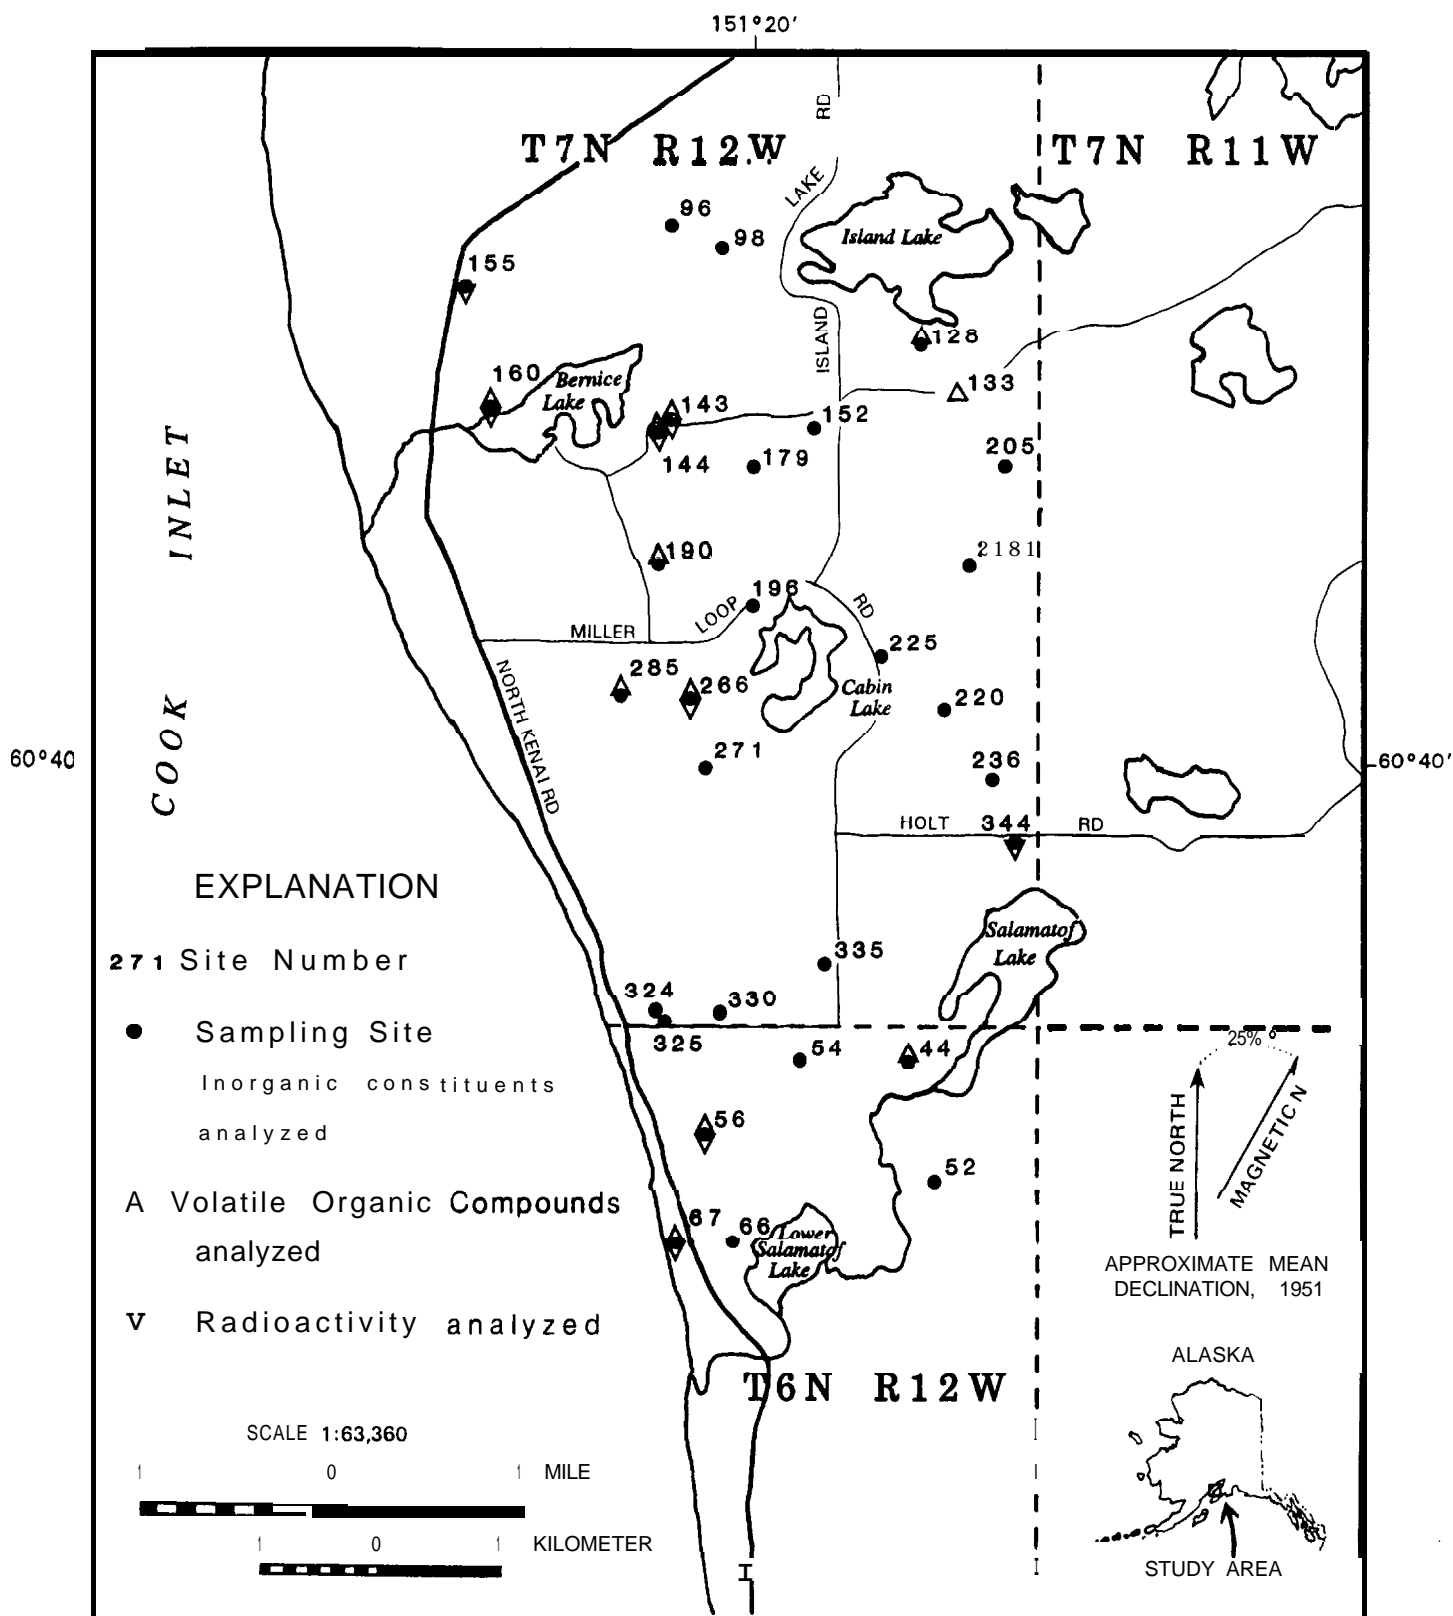 151°20'
T7N R12W
T7N R11W
RD
LAKE
ISLAND
96
98
Island Lake
155
128
160
Bernice
Lake
133
143
152
144
179
205
INLET
190
2181
196
LOOP
RD
MILLER
225
285
266
Cabin
Lake
220
NORTH KENAI RD
COOK
271
236
60°40
60°40'
HOLT
344
RD
EXPLANATION
Salamatof
Lake
271 Site Number
335
324
330
● Sampling Site
Inorganic constituents
analyzed
325
54
44
25¾°
56
TRUE NORTH
MAGNETIC N
52
A Volatile Organic Compounds
analyzed
67
66
Lower
Salamatof
Lake
APPROXIMATE MEAN
DECLINATION, 1951
V Radioactivity analyzed
ALASKA
T6N R12W
SCALE 1:63,360
1 0 1 MILE
1 0 1 KILOMETER
STUDY AREA